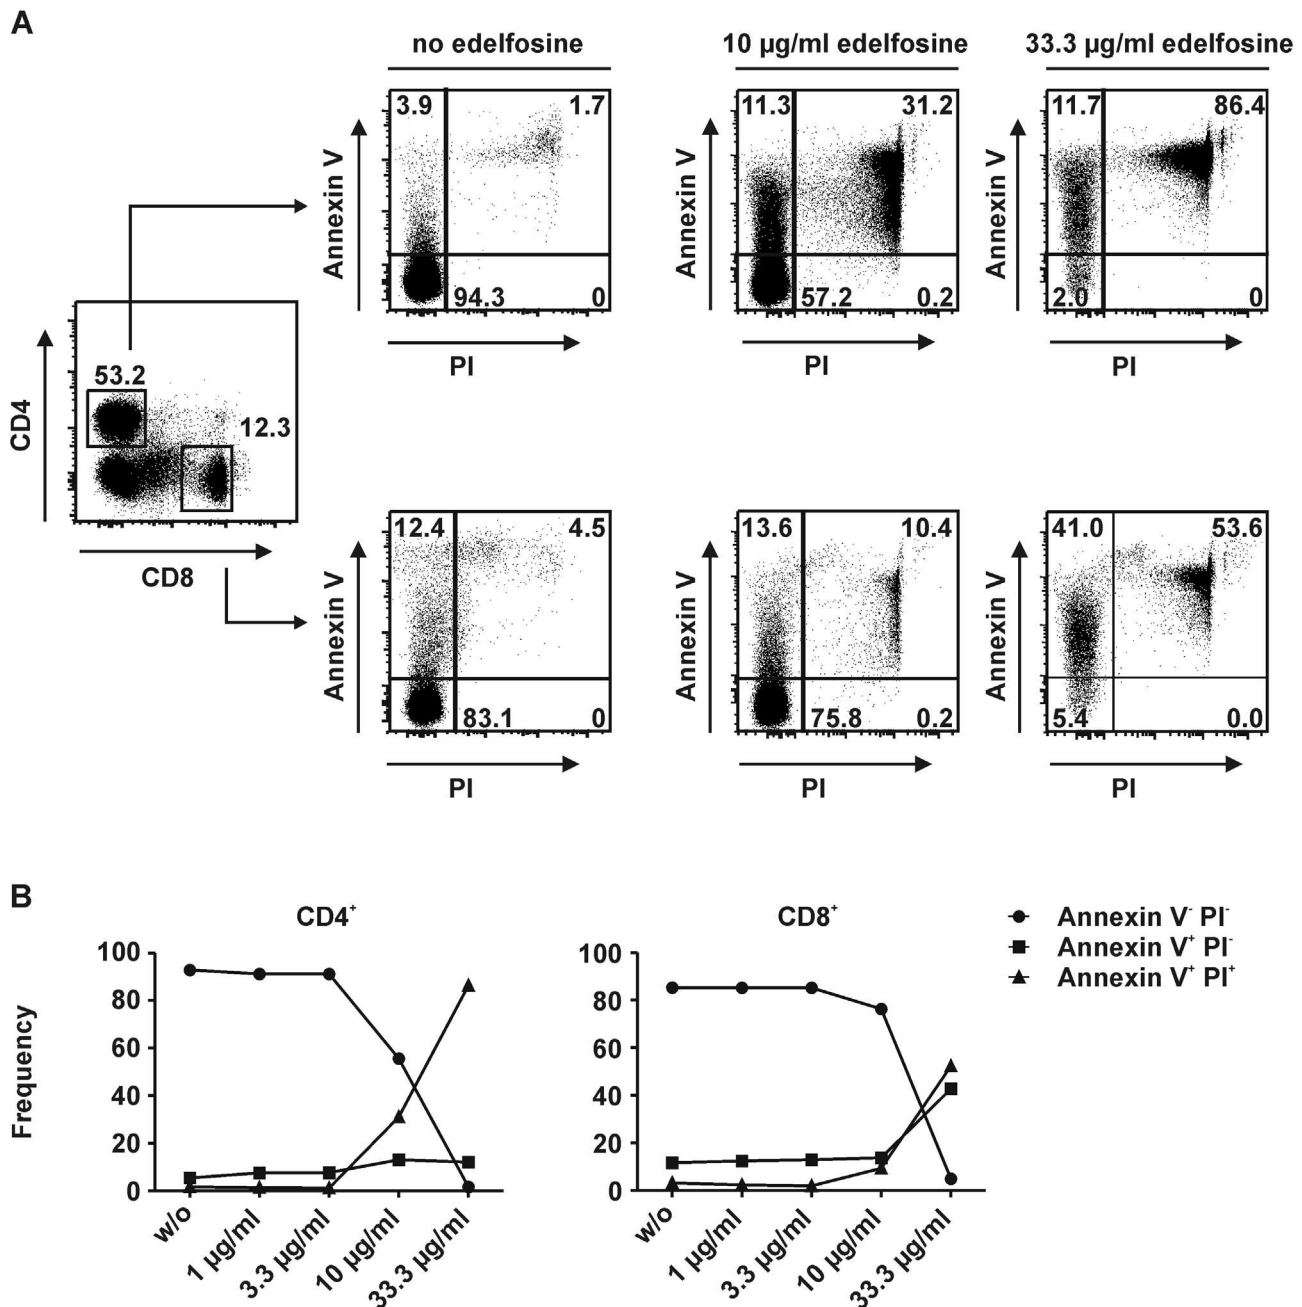 A
no edelfosine
10 µg/ml edelfosine
33.3 µg/ml edelfosine
3.9
1.7
94.3
0
Annexin V
PI
11.3
31.2
57.2
0.2
Annexin V
PI
11.7
86.4
2.0
0
Annexin V
PI
53.2
12.3
CD4
CD8
12.4
4.5
83.1
0
Annexin V
PI
13.6
10.4
75.8
0.2
Annexin V
PI
41.0
53.6
5.4
0.0
Annexin V
PI
B
CD4⁺
Frequency
100
80
60
40
20
0
w/o
1 µg/ml
3.3 µg/ml
10 µg/ml
33.3 µg/ml
CD8⁺
100
80
60
40
20
0
w/o
1 µg/ml
3.3 µg/ml
10 µg/ml
33.3 µg/ml
Annexin V⁻ PI⁻
Annexin V⁺ PI⁻
Annexin V⁺ PI⁺